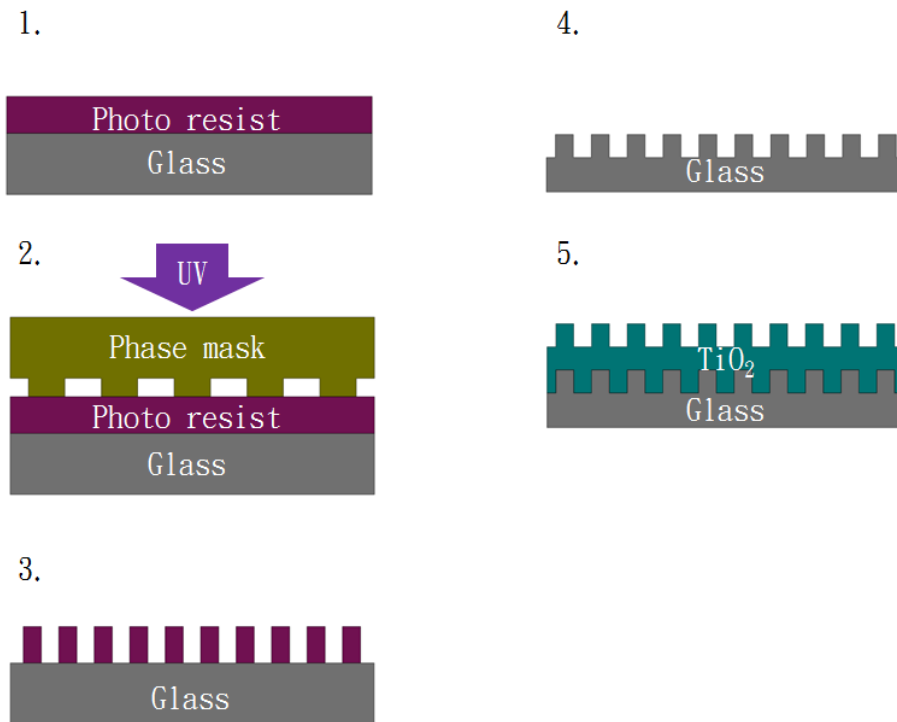 1.
Photo resist
Glass
2.
UV
Phase mask
Photo resist
Glass
3.
Glass
4.
Glass
5.
TiO₂
Glass